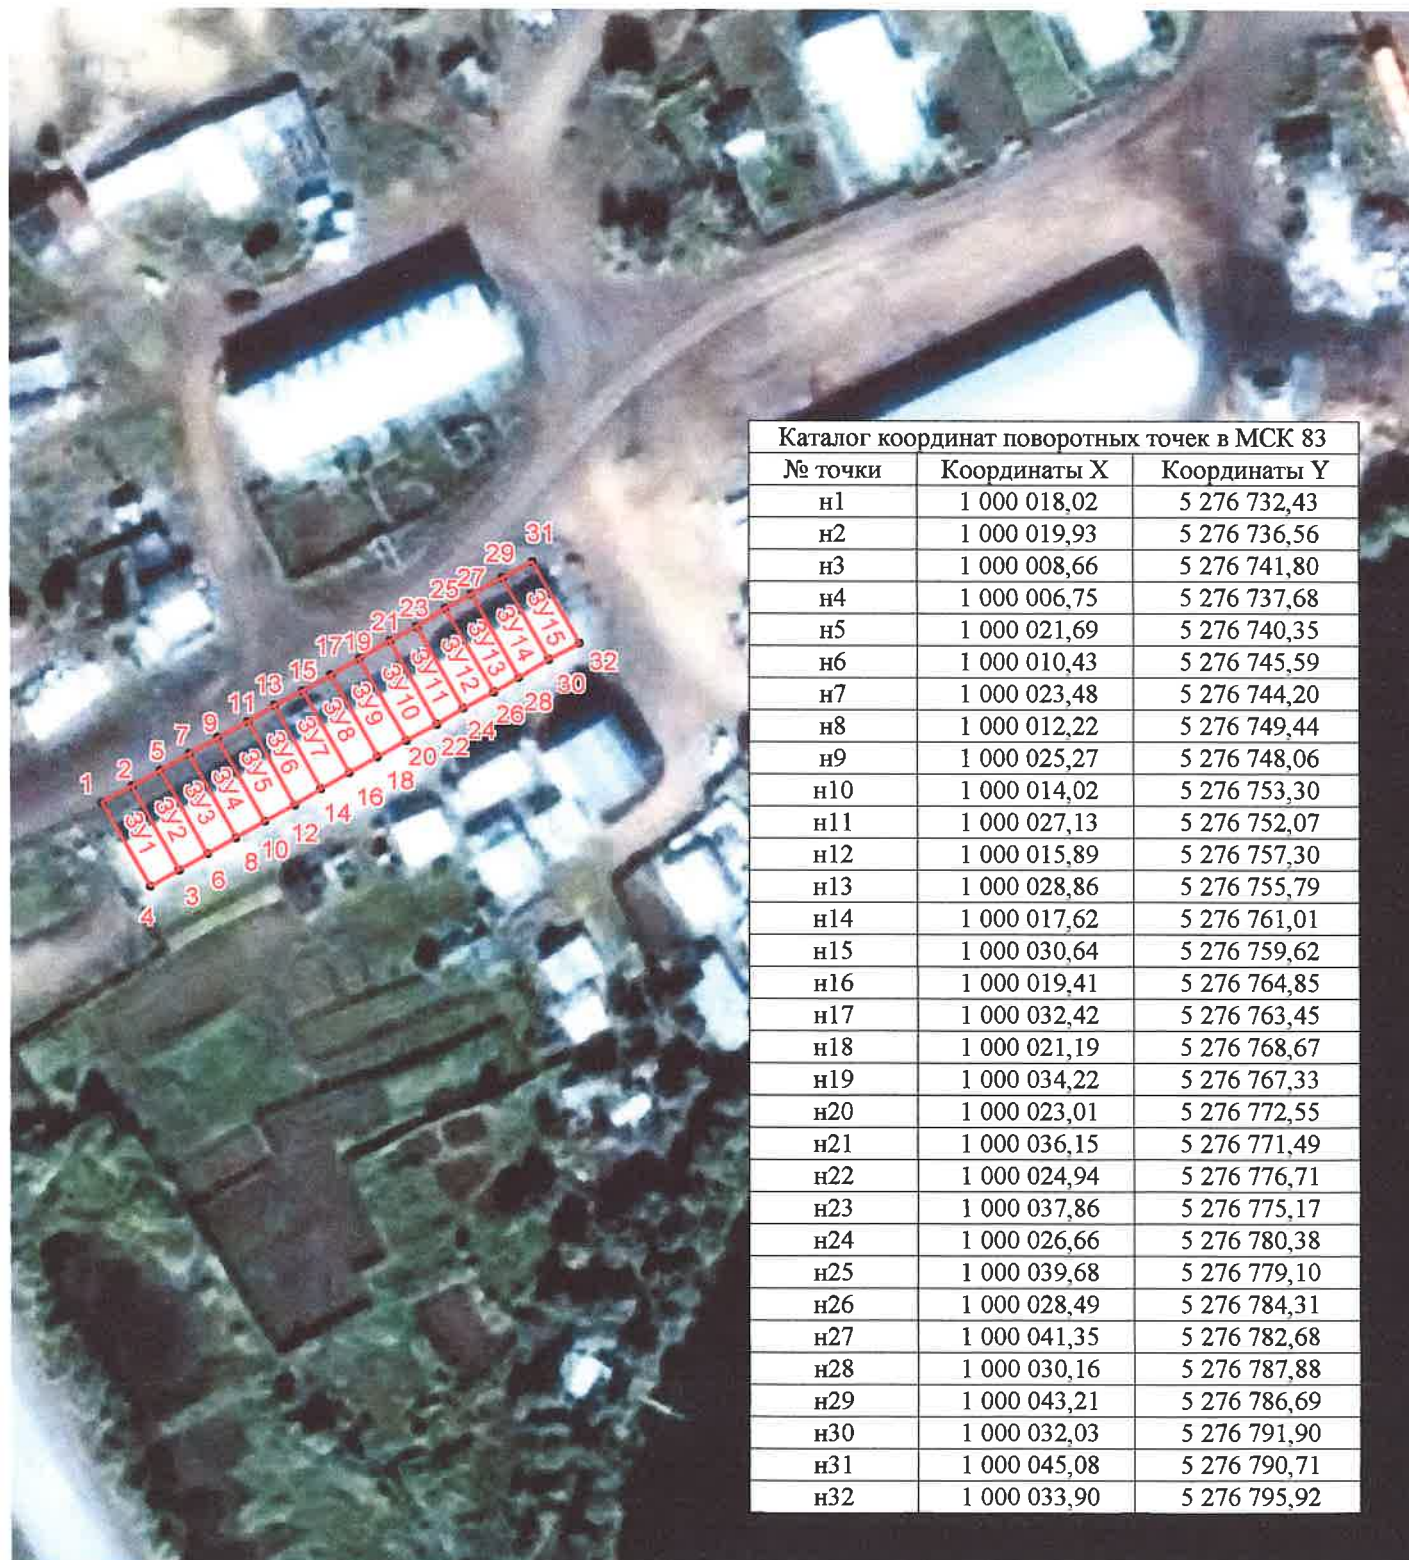 31
29
27
25
23
21
19
17
15
13
11
9
7
5
2
1
ЗУ15
ЗУ14
ЗУ13
ЗУ12
ЗУ11
ЗУ10
ЗУ9
ЗУ8
ЗУ7
ЗУ6
ЗУ5
ЗУ4
ЗУ3
ЗУ2
ЗУ1
32
30
28
26
24
22
20
18
16
14
12
10
8
6
3
4
Каталог координат поворотных точек в МСК 83
№ точки Координаты X Координаты Y
н1 1 000 018,02 5 276 732,43
н2 1 000 019,93 5 276 736,56
н3 1 000 008,66 5 276 741,80
н4 1 000 006,75 5 276 737,68
н5 1 000 021,69 5 276 740,35
н6 1 000 010,43 5 276 745,59
н7 1 000 023,48 5 276 744,20
н8 1 000 012,22 5 276 749,44
н9 1 000 025,27 5 276 748,06
н10 1 000 014,02 5 276 753,30
н11 1 000 027,13 5 276 752,07
н12 1 000 015,89 5 276 757,30
н13 1 000 028,86 5 276 755,79
н14 1 000 017,62 5 276 761,01
н15 1 000 030,64 5 276 759,62
н16 1 000 019,41 5 276 764,85
н17 1 000 032,42 5 276 763,45
н18 1 000 021,19 5 276 768,67
н19 1 000 034,22 5 276 767,33
н20 1 000 023,01 5 276 772,55
н21 1 000 036,15 5 276 771,49
н22 1 000 024,94 5 276 776,71
н23 1 000 037,86 5 276 775,17
н24 1 000 026,66 5 276 780,38
н25 1 000 039,68 5 276 779,10
н26 1 000 028,49 5 276 784,31
н27 1 000 041,35 5 276 782,68
н28 1 000 030,16 5 276 787,88
н29 1 000 043,21 5 276 786,69
н30 1 000 032,03 5 276 791,90
н31 1 000 045,08 5 276 790,71
н32 1 000 033,90 5 276 795,92